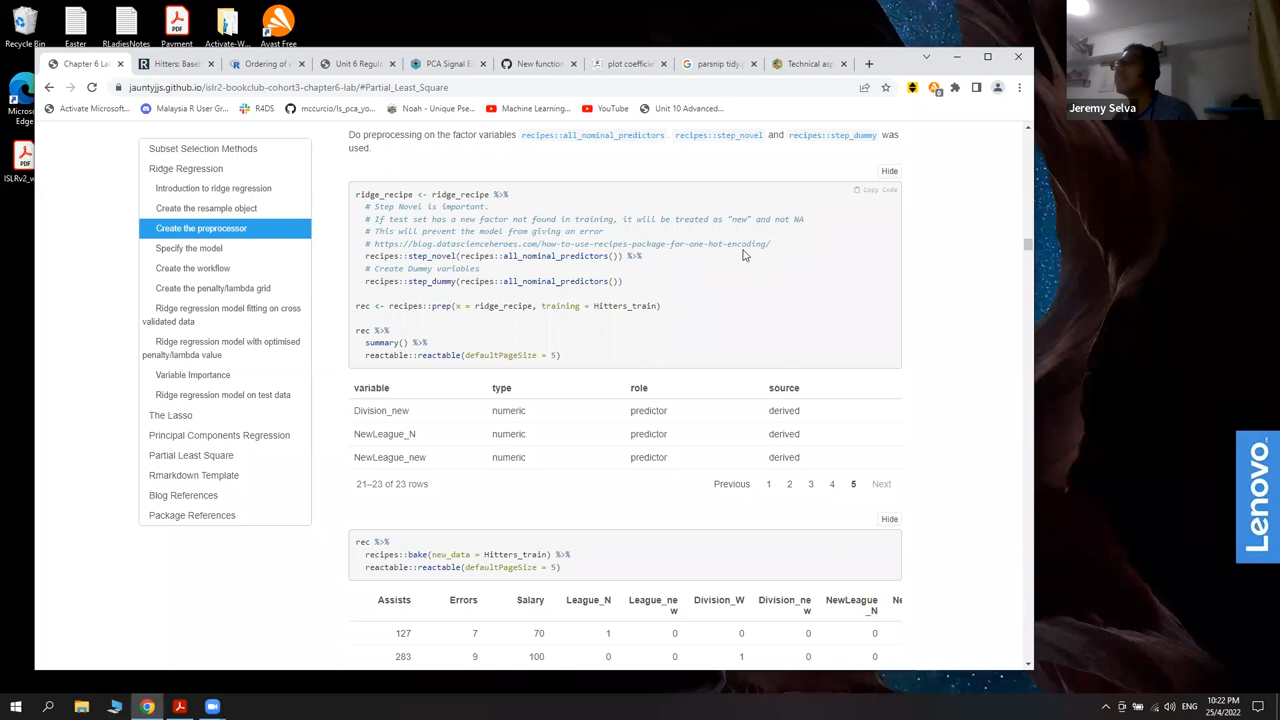 Recycle Bin
Easter
RLadiesNotes
Payment
Activate-W...
Avast Free
Microsoft Edge
ISLRv2_w
Chapter 6 La
Hitters: Baseb
Ordering of v
Unit 6 Regula
PCA Signal E
New function
plot coefficie
parsnip tidy
Technical asp
jauntyjjs.github.io/islr2-bookclub-cohort3-chapter6-lab/#Partial_Least_Square
Activate Microsoft...
Malaysia R User Gr...
R4DS
mccurcio/ls_pca_yo...
Noah - Unique Pse...
Machine Learning...
YouTube
Unit 10 Advanced...
Jeremy Selva
Subset Selection Methods
Ridge Regression
Introduction to ridge regression
Create the resample object
Create the preprocessor
Specify the model
Create the workflow
Create the penalty/lambda grid
Ridge regression model fitting on cross
validated data
Ridge regression model with optimised
penalty/lambda value
Variable Importance
Ridge regression model on test data
The Lasso
Principal Components Regression
Partial Least Square
Rmarkdown Template
Blog References
Package References
Do preprocessing on the factor variables recipes::all_nominal_predictors. recipes::step_novel and recipes::step_dummy was
used.
Hide
Copy Code
ridge_recipe <- ridge_recipe %>%
# Step Novel is important.
# If test set has a new factor not found in training, it will be treated as "new" and not NA
# This will prevent the model from giving an error
# https://blog.datascienceheroes.com/how-to-use-recipes-package-for-one-hot-encoding/
recipes::step_novel(recipes::all_nominal_predictors()) %>%
# Create Dummy variables
recipes::step_dummy(recipes::all_nominal_predictors())
rec <- recipes::prep(x = ridge_recipe, training = Hitters_train)
rec %>%
summary() %>%
reactable::reactable(defaultPageSize = 5)
variable type role source
Division_new numeric predictor derived
NewLeague_N numeric predictor derived
NewLeague_new numeric predictor derived
21–23 of 23 rows Previous 1 2 3 4 5 Next
Hide
rec %>%
recipes::bake(new_data = Hitters_train) %>%
reactable::reactable(defaultPageSize = 5)
Assists Errors Salary League_N League_new Division_W Division_new NewLeague_N Ne
127 7 70 1 0 0 0 0
283 9 100 0 0 1 0 0
Lenovo
10:22 PM
25/4/2022